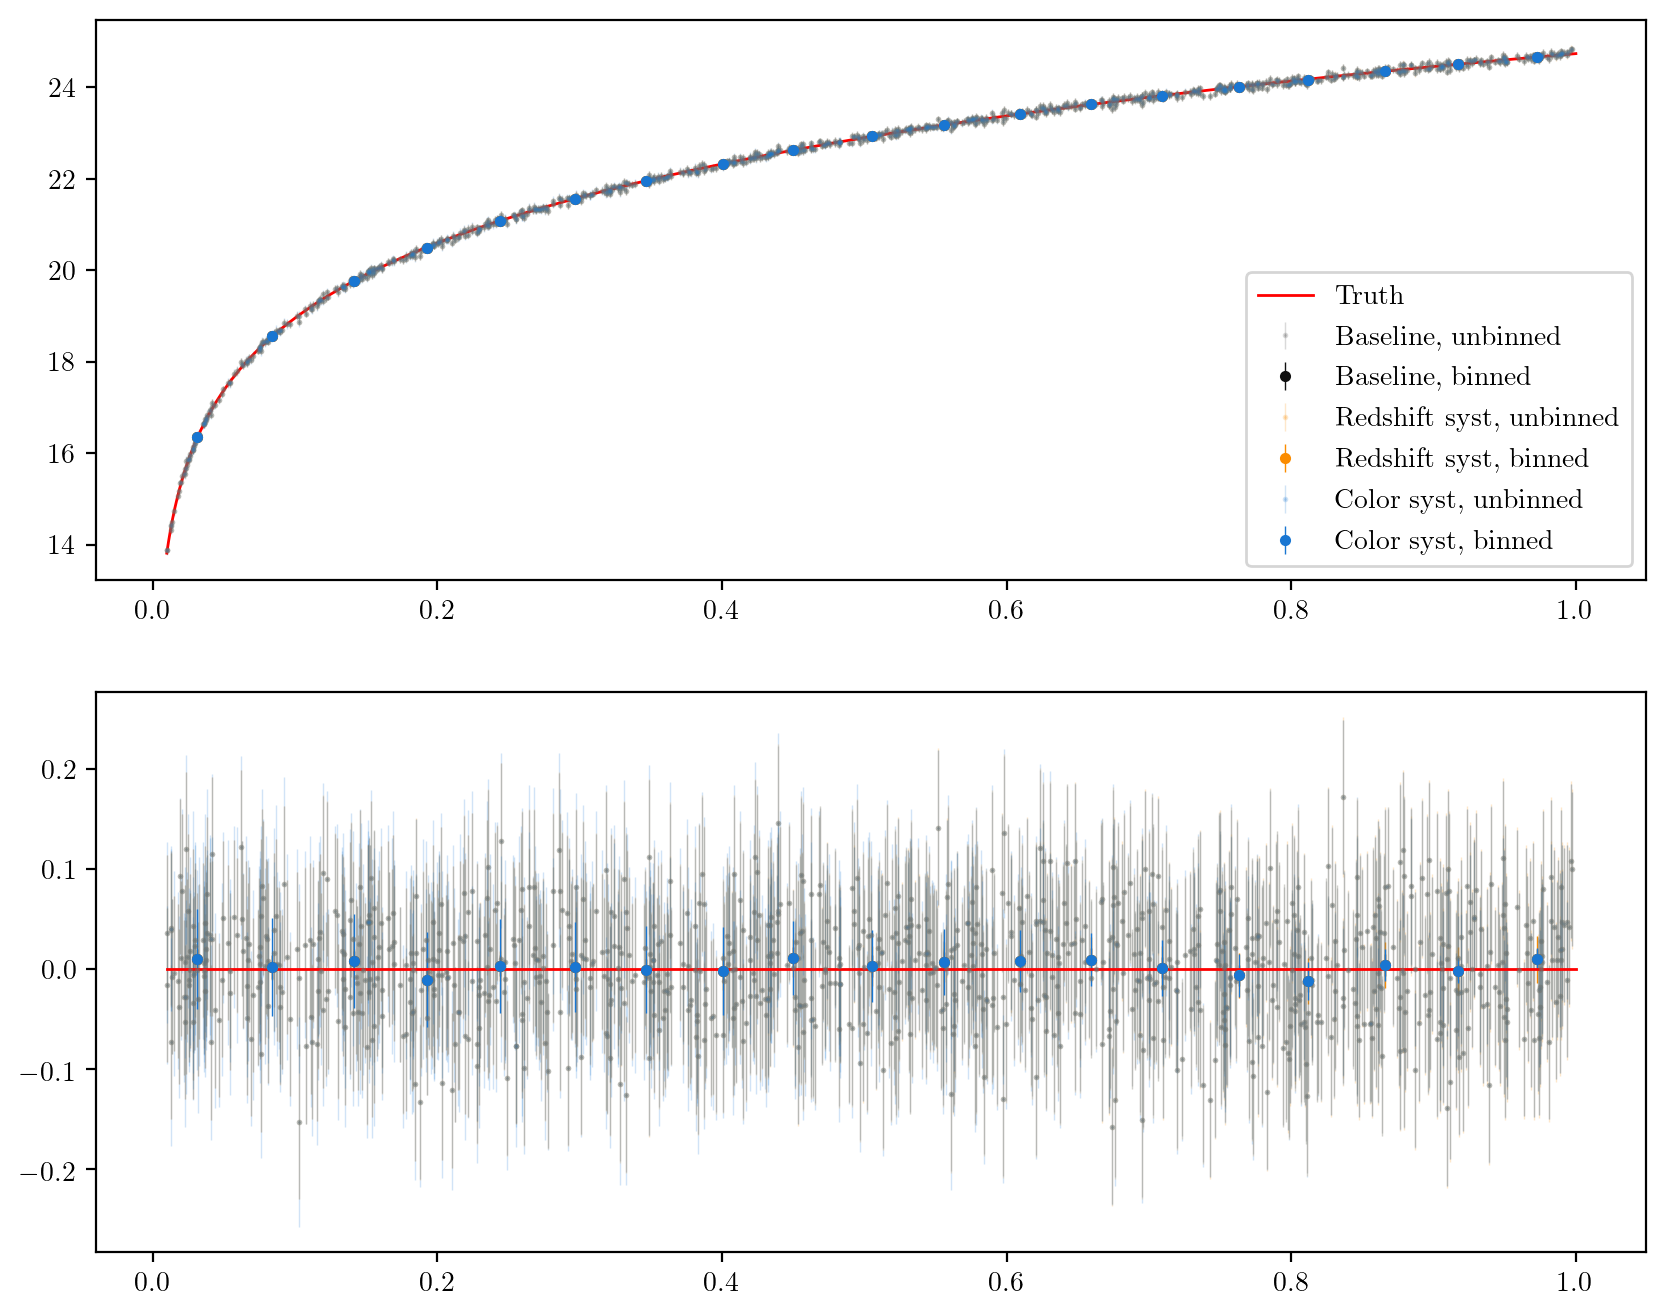 24
22
20
18
16
14
Truth
Baseline, unbinned
Baseline, binned
Redshift syst, unbinned
Redshift syst, binned
Color syst, unbinned
Color syst, binned
0.0 0.2 0.4 0.6 0.8 1.0
0.2
0.1
0.0
−0.1
−0.2
0.0 0.2 0.4 0.6 0.8 1.0